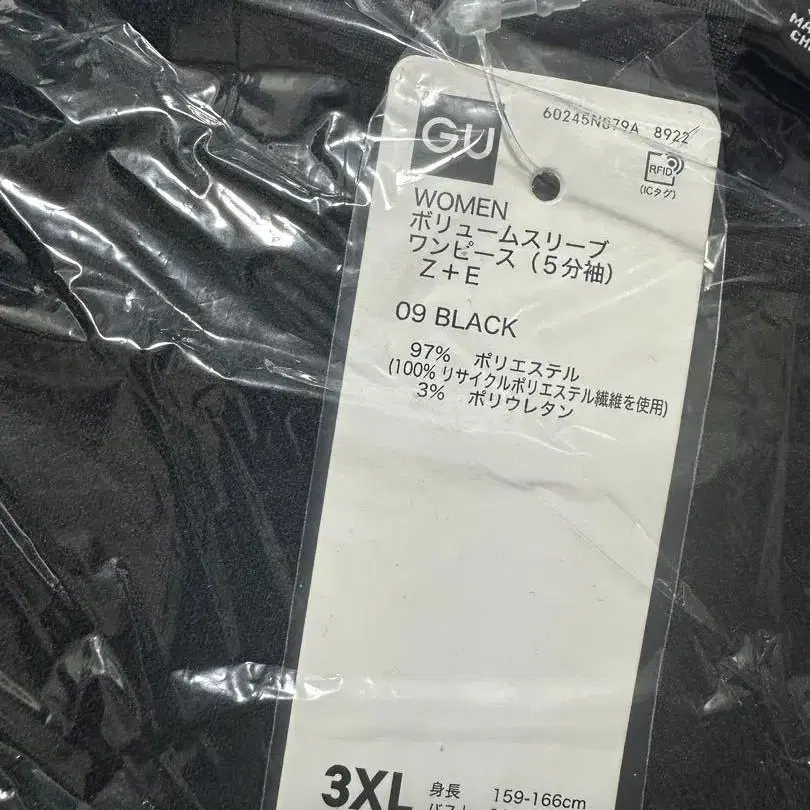 GU
60245N879A 8922
RFID
(ICタグ)
WOMEN
ボリュームスリーブ
ワンピース（5分袖）
Z+E
09 BLACK
97% ポリエステル
(100%リサイクルポリエステル繊維を使用)
3% ポリウレタン
3XL 身長 159-166cm
バスト